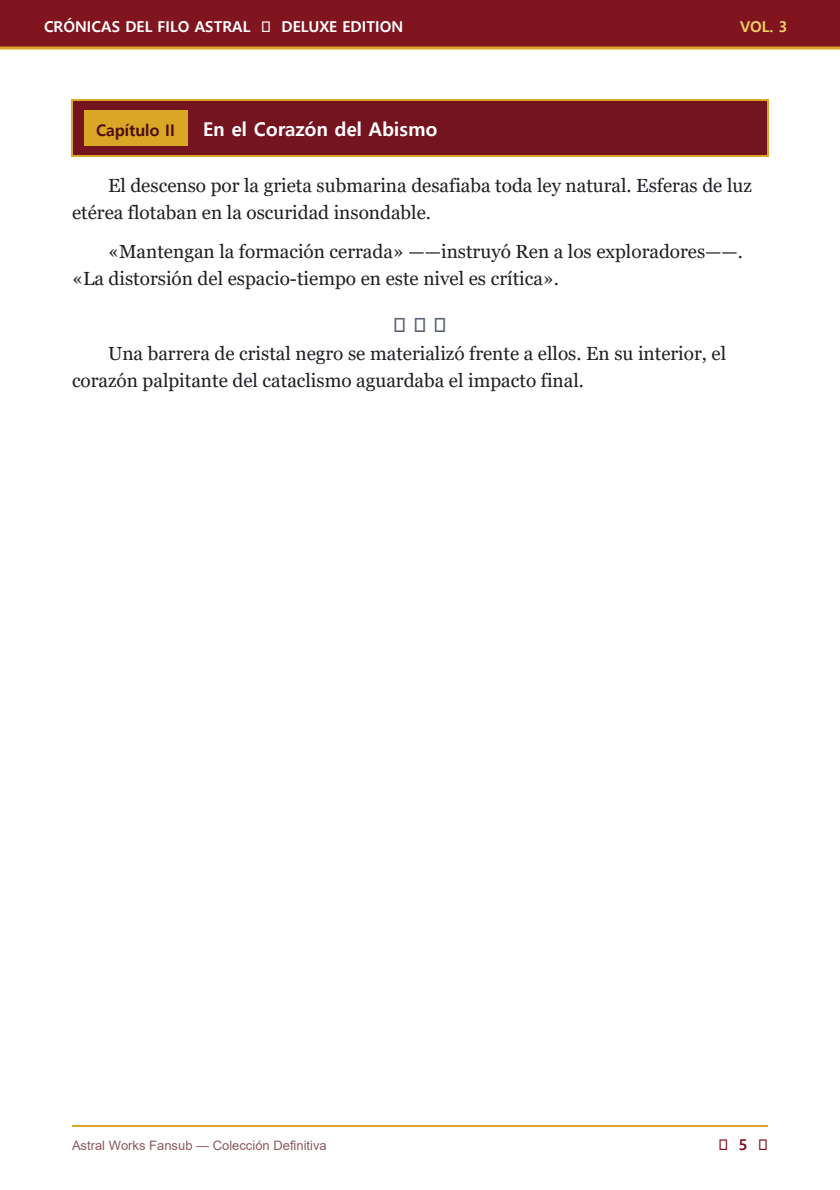 CRÓNICAS DEL FILO ASTRAL ▯ DELUXE EDITION
VOL. 3
Capítulo II
En el Corazón del Abismo
El descenso por la grieta submarina desafiaba toda ley natural. Esferas de luz
etérea flotaban en la oscuridad insondable.
«Mantengan la formación cerrada» ——instruyó Ren a los exploradores——.
«La distorsión del espacio-tiempo en este nivel es crítica».
▯ ▯ ▯
Una barrera de cristal negro se materializó frente a ellos. En su interior, el
corazón palpitante del cataclismo aguardaba el impacto final.
Astral Works Fansub — Colección Definitiva
▯ 5 ▯